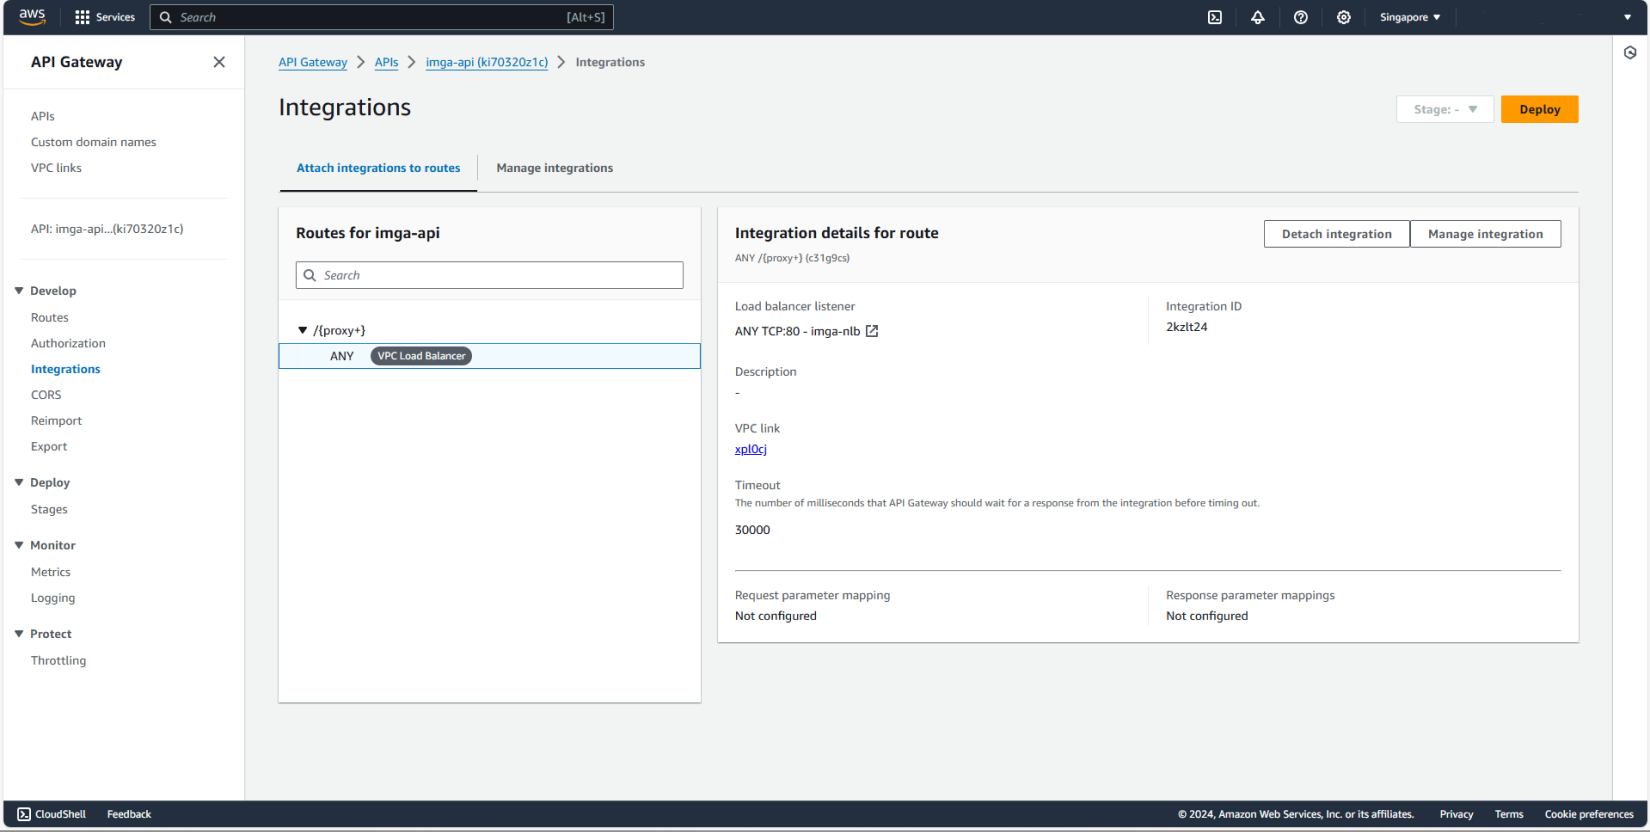 aws
Services
Search
[Alt+S]
Singapore
API Gateway
APIs
Custom domain names
VPC links
API: imga-api...(ki70320z1c)
Develop
Routes
Authorization
Integrations
CORS
Reimport
Export
Deploy
Stages
Monitor
Metrics
Logging
Protect
Throttling
API Gateway > APIs > imga-api (ki70320z1c) > Integrations
Integrations
Stage: -
Deploy
Attach integrations to routes
Manage integrations
Routes for imga-api
Search
/{proxy+}
ANY VPC Load Balancer
Integration details for route
ANY /{proxy+} (c31g9cs)
Detach integration
Manage integration
Load balancer listener
ANY TCP:80 - imga-nlb
Integration ID
2kzlt24
Description
-
VPC link
xpl0cj
Timeout
The number of milliseconds that API Gateway should wait for a response from the integration before timing out.
30000
Request parameter mapping
Not configured
Response parameter mappings
Not configured
CloudShell
Feedback
© 2024, Amazon Web Services, Inc. or its affiliates.
Privacy
Terms
Cookie preferences